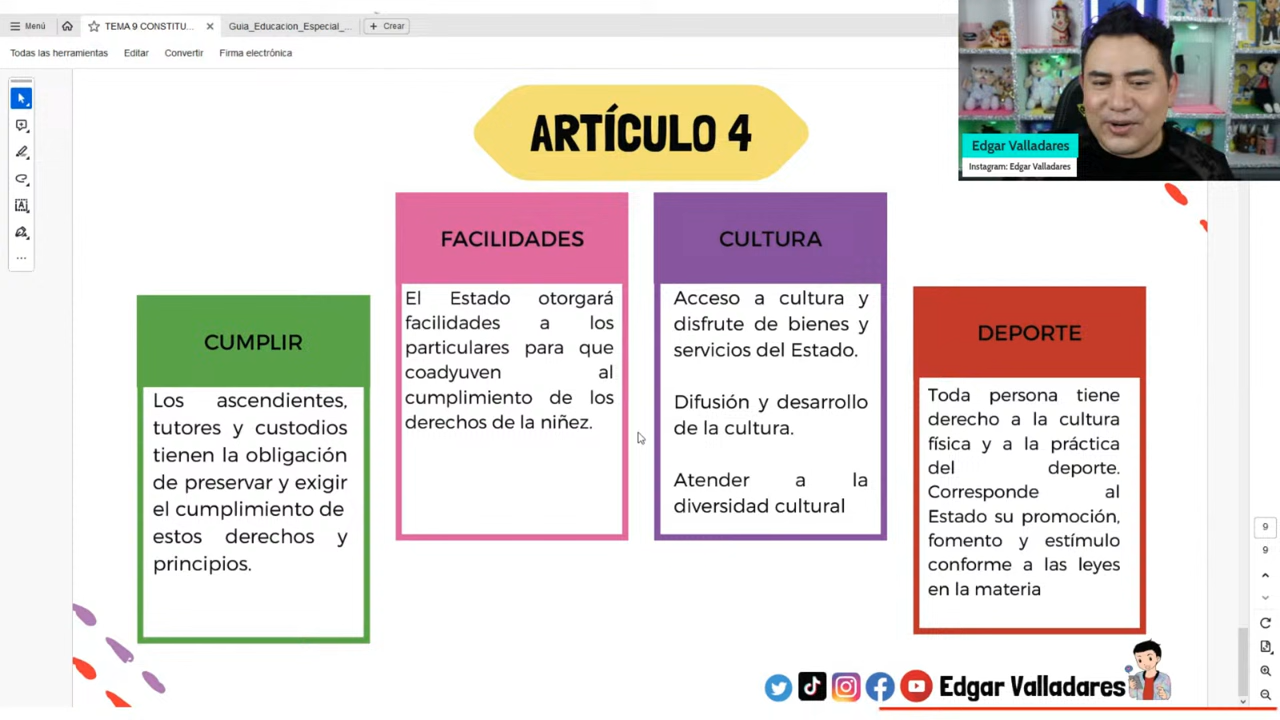 Menú
TEMA 9 CONSTITU...
Guia_Educacion_Especial_...
Crear
Todas las herramientas
Editar
Convertir
Firma electrónica
Edgar Valladares
Instagram: Edgar Valladares
ARTÍCULO 4
CUMPLIR
Los ascendientes,
tutores y custodios
tienen la obligación
de preservar y exigir
el cumplimiento de
estos derechos y
principios.
FACILIDADES
El Estado otorgará
facilidades a los
particulares para que
coadyuven al
cumplimiento de los
derechos de la niñez.
CULTURA
Acceso a cultura y
disfrute de bienes y
servicios del Estado.
Difusión y desarrollo
de la cultura.
Atender a la
diversidad cultural
DEPORTE
Toda persona tiene
derecho a la cultura
física y a la práctica
del deporte.
Corresponde al
Estado su promoción,
fomento y estímulo
conforme a las leyes
en la materia
9
9
Edgar Valladares